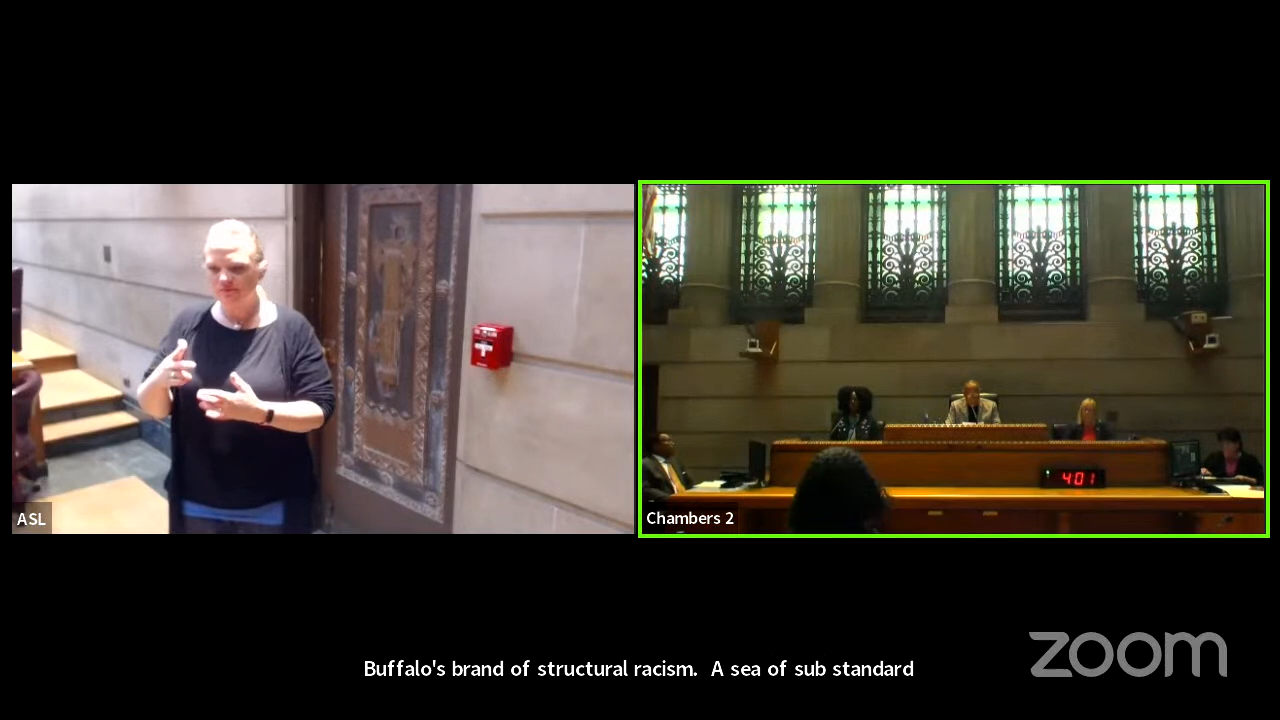 ASL
Chambers 2
401
Buffalo's brand of structural racism.  A sea of sub standard
zoom